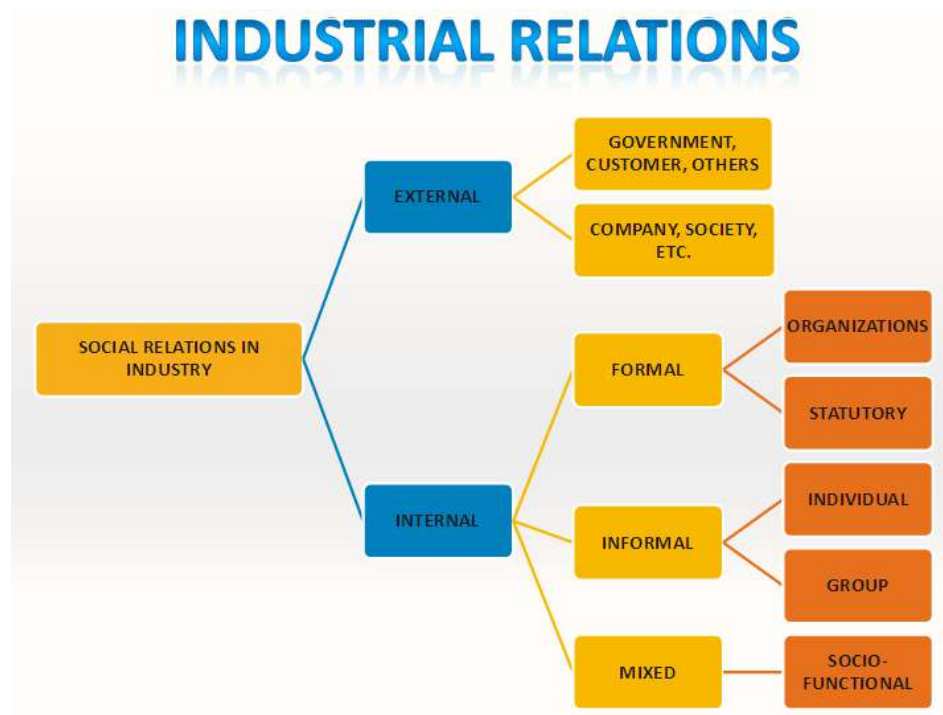 INDUSTRIAL RELATIONS
SOCIAL RELATIONS IN
INDUSTRY
EXTERNAL
GOVERNMENT,
CUSTOMER, OTHERS
COMPANY, SOCIETY,
ETC.
INTERNAL
FORMAL
ORGANIZATIONS
STATUTORY
INFORMAL
INDIVIDUAL
GROUP
MIXED
SOCIO-
FUNCTIONAL